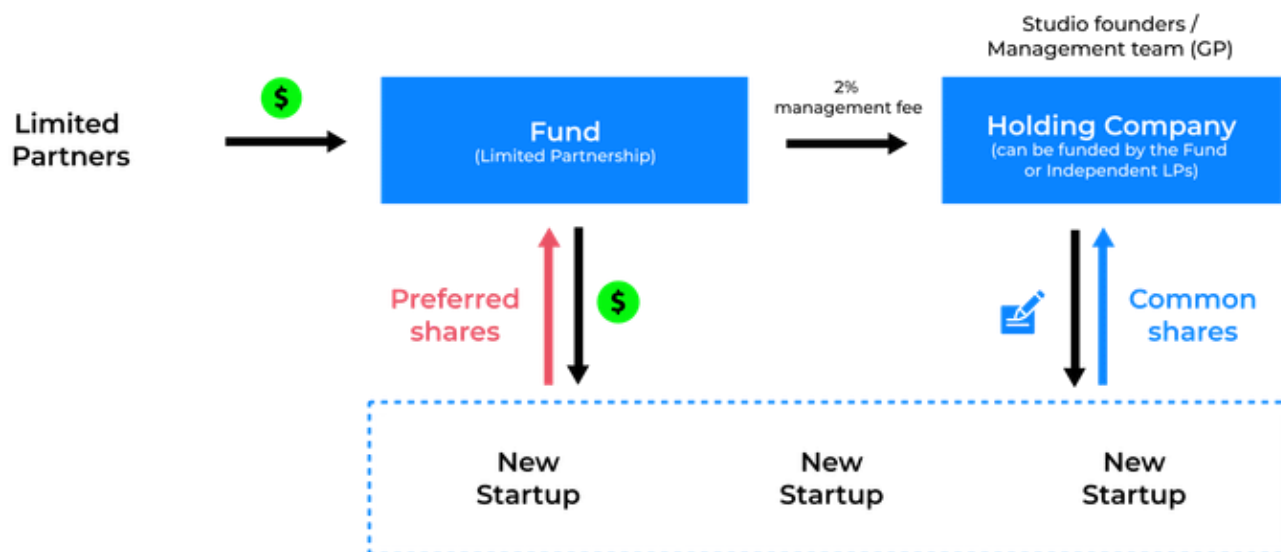 Studio founders /
Management team (GP)
Limited
Partners
$
Fund
(Limited Partnership)
2%
management fee
Holding Company
(can be funded by the Fund
or Independent LPs)
Preferred
shares
$
Common
shares
New
Startup
New
Startup
New
Startup